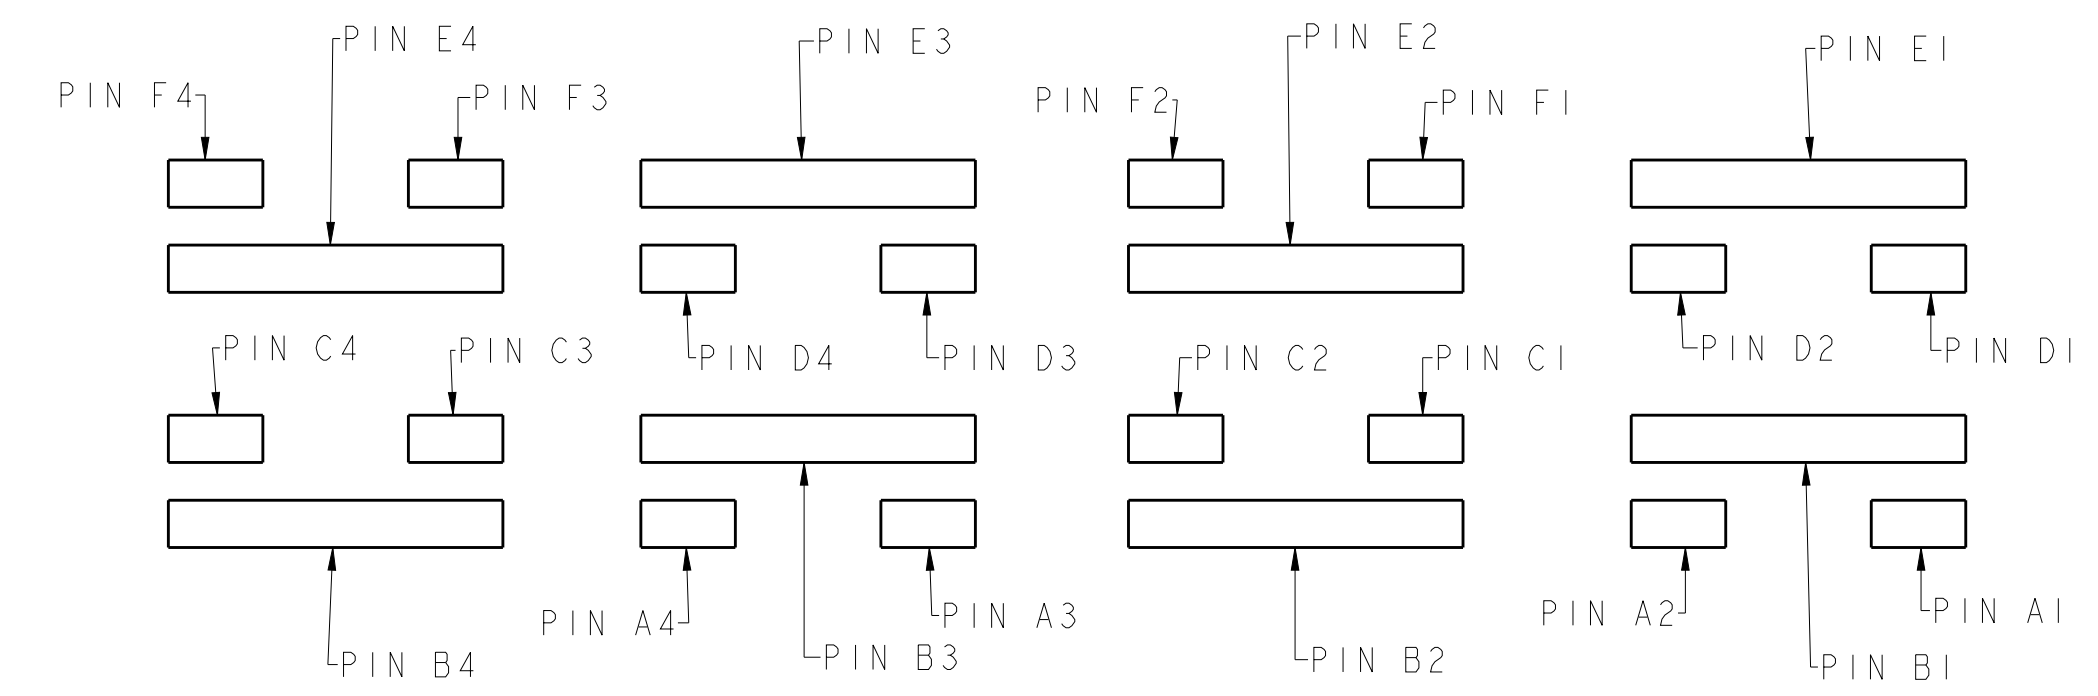 PIN E4
PIN E3
PIN E2
PIN E1
PIN F4
PIN F3
PIN F2
PIN F1
PIN C4
PIN C3
PIN D4
PIN D3
PIN C2
PIN C1
PIN D2
PIN D1
PIN A4
PIN A3
PIN A2
PIN A1
PIN B4
PIN B3
PIN B2
PIN B1